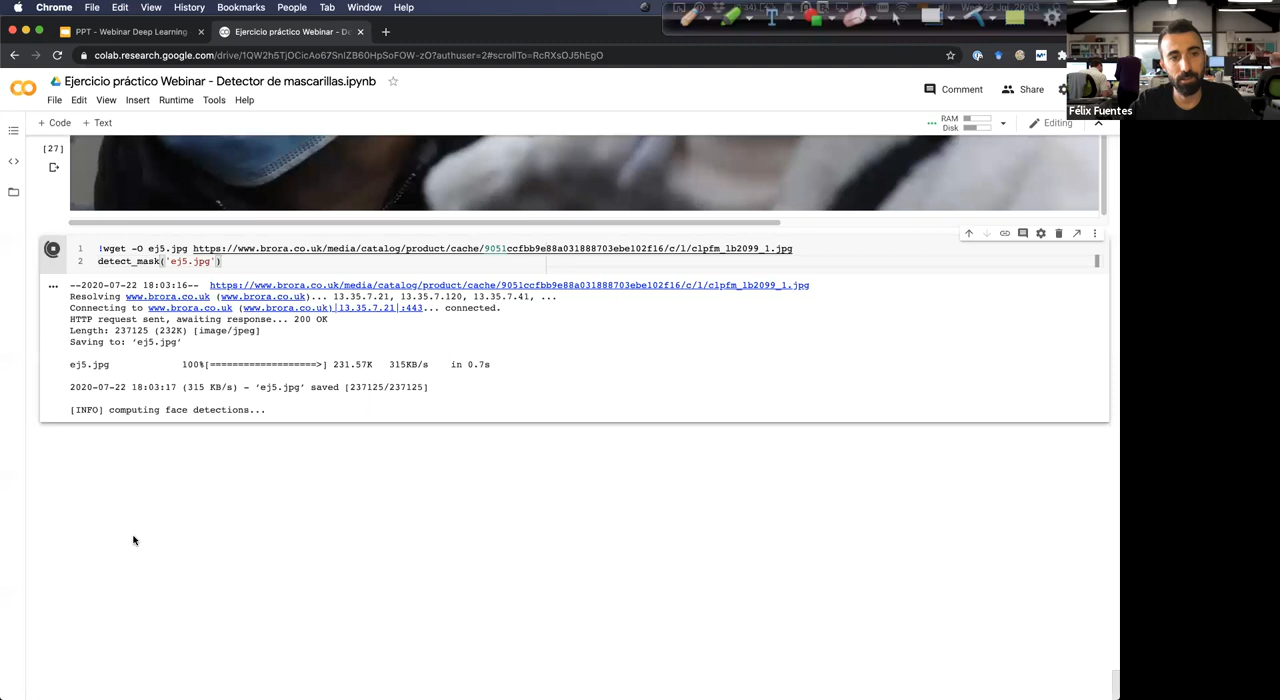 Chrome File Edit View History Bookmarks People Tab Window Help
PPT - Webinar Deep Learning
Ejercicio práctico Webinar - De
colab.research.google.com/drive/1QW2h5TjOCicAo67SnIZB60HpSoFOW-zO?authuser=2#scrollTo=RcRXsOJ5hEgO
Ejercicio práctico Webinar - Detector de mascarillas.ipynb
Comment Share
File Edit View Insert Runtime Tools Help
Félix Fuentes
+ Code + Text
RAM
Disk
Editing
[27]
1 !wget -O ej5.jpg https://www.brora.co.uk/media/catalog/product/cache/9051ccfbb9e88a031888703ebe102f16/c/1/clpfm_lb2099_1.jpg
2 detect_mask('ej5.jpg')
--2020-07-22 18:03:16-- https://www.brora.co.uk/media/catalog/product/cache/9051ccfbb9e88a031888703ebe102f16/c/1/clpfm_lb2099_1.jpg
Resolving www.brora.co.uk (www.brora.co.uk)... 13.35.7.21, 13.35.7.120, 13.35.7.41, ...
Connecting to www.brora.co.uk (www.brora.co.uk)|13.35.7.21|:443... connected.
HTTP request sent, awaiting response... 200 OK
Length: 237125 (232K) [image/jpeg]
Saving to: ‘ej5.jpg’
ej5.jpg 100%[===================>] 231.57K 315KB/s in 0.7s
2020-07-22 18:03:17 (315 KB/s) - ‘ej5.jpg’ saved [237125/237125]
[INFO] computing face detections...